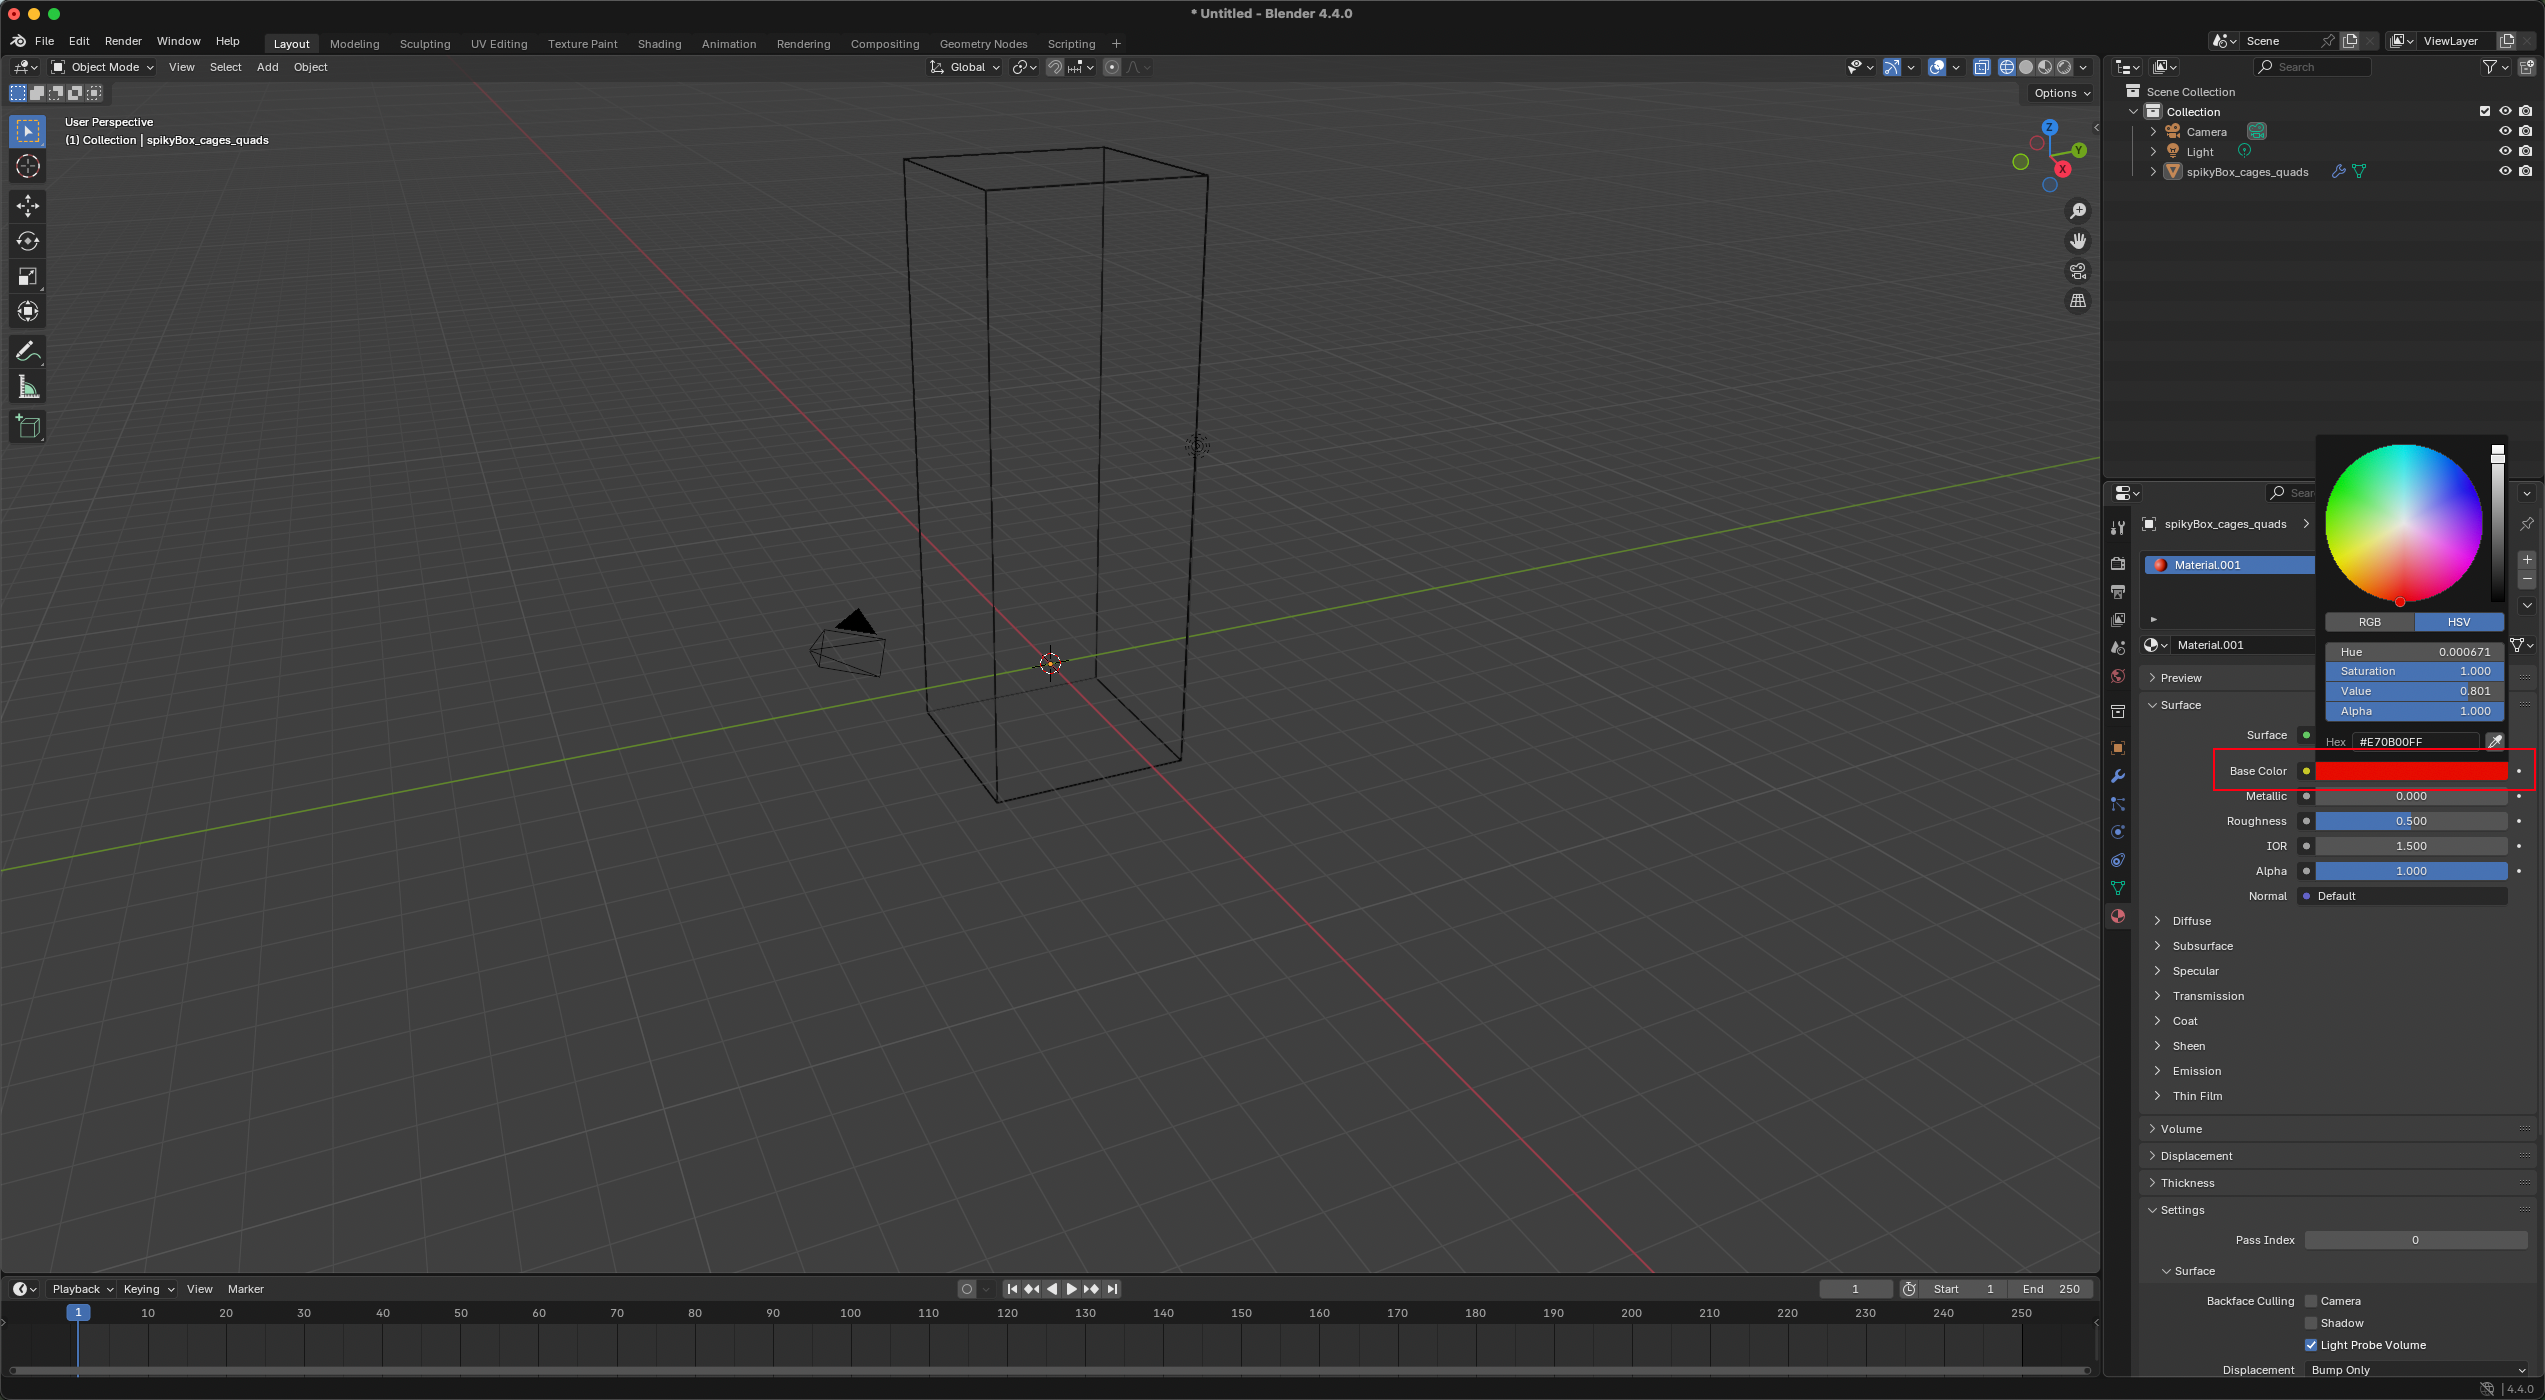 * Untitled - Blender 4.4.0
File Edit Render Window Help Layout Modeling Sculpting UV Editing Texture Paint Shading Animation Rendering Compositing Geometry Nodes Scripting + Scene ViewLayer
Object Mode View Select Add Object Global Search
Options
User Perspective
(1) Collection | spikyBox_cages_quads
Z
Y
X
Scene Collection
Collection
Camera
Light
spikyBox_cages_quads
Sear
spikyBox_cages_quads
Material.001
RGB HSV
Material.001
Hue 0.000671
Saturation 1.000
Value 0.801
Alpha 1.000
Hex #E70B00FF
Preview
Surface
Surface
Base Color
Metallic 0.000
Roughness 0.500
IOR 1.500
Alpha 1.000
Normal Default
Diffuse
Subsurface
Specular
Transmission
Coat
Sheen
Emission
Thin Film
Volume
Displacement
Thickness
Settings
Pass Index 0
Surface
Backface Culling Camera
Shadow
Light Probe Volume
Displacement Bump Only
Playback Keying View Marker 1 Start 1 End 250
1 10 20 30 40 50 60 70 80 90 100 110 120 130 140 150 160 170 180 190 200 210 220 230 240 250
4.4.0